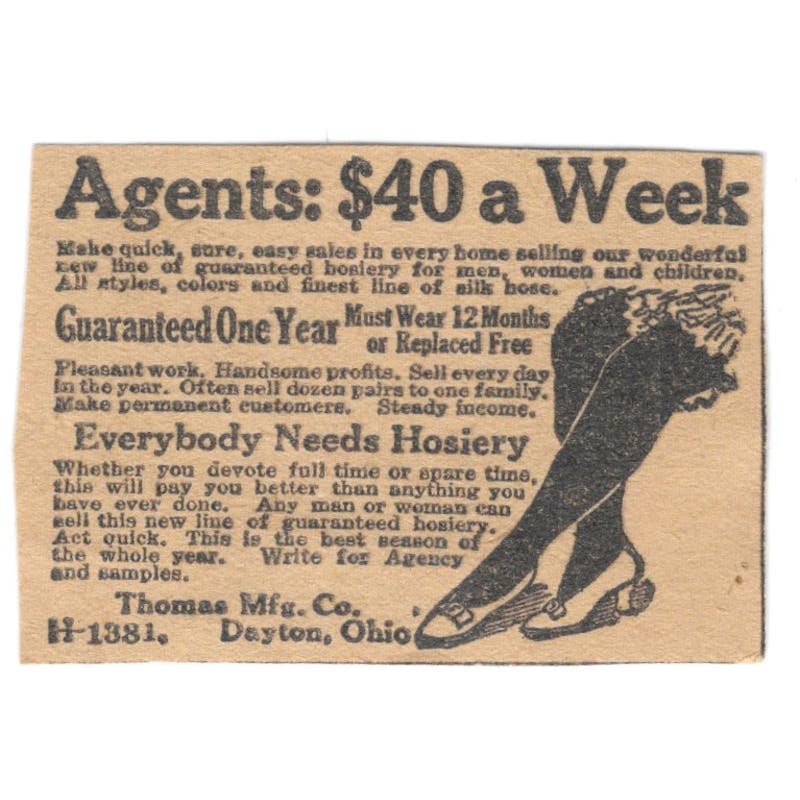 Agents: $40 a Week
Make quick, sure, easy sales in every home selling our wonderful
new line of guaranteed hosiery for men, women and children.
All styles, colors and finest line of silk hose.
Guaranteed One Year Must Wear 12 Months
or Replaced Free
Pleasant work. Handsome profits. Sell every day
in the year. Often sell dozen pairs to one family.
Make permanent customers. Steady income.
Everybody Needs Hosiery
Whether you devote full time or spare time,
this will pay you better than anything you
have ever done. Any man or woman can
sell this new line of guaranteed hosiery.
Act quick. This is the best season of
the whole year. Write for Agency
and samples.
Thomas Mfg. Co.
H-1381. Dayton, Ohio